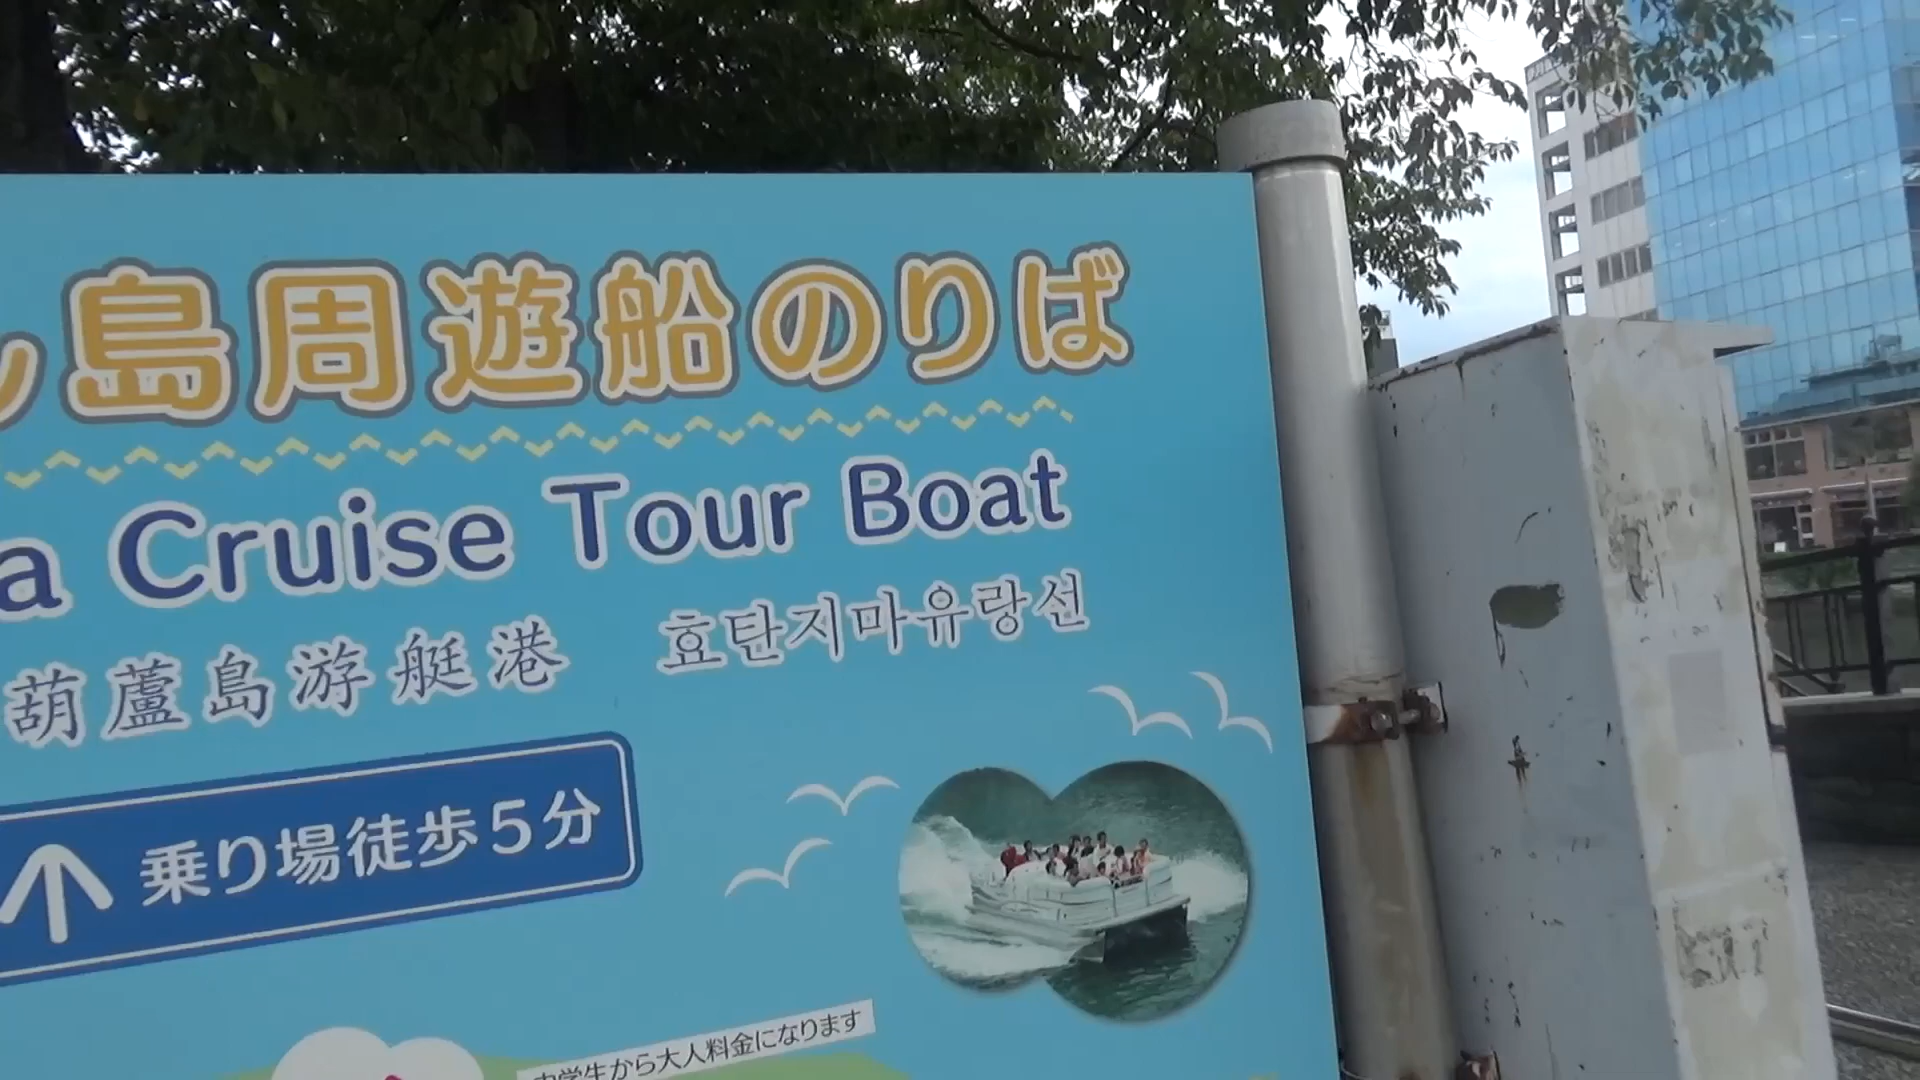 島周遊船のりば
a Cruise Tour Boat
葫蘆島游艇港 효탄지마유랑선
↑ 乗り場徒歩5分
中学生から大人料金になります